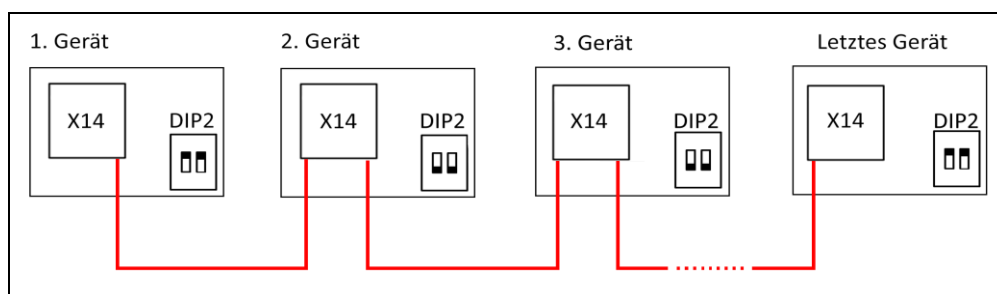 1. Gerät
2. Gerät
3. Gerät
Letztes Gerät
X14
DIP2
X14
DIP2
X14
DIP2
X14
DIP2